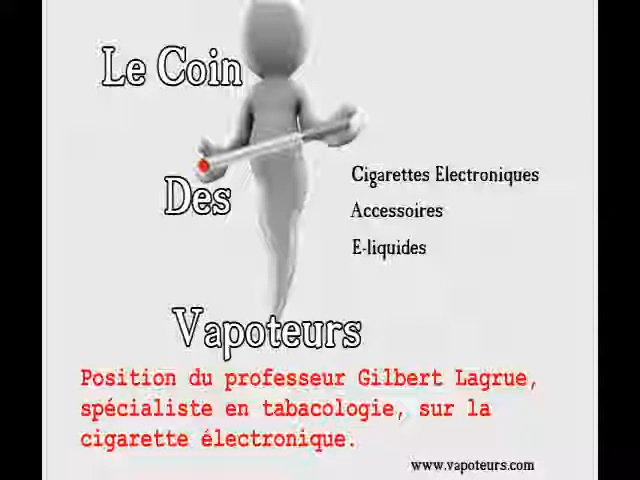 Le Coin
Des
Vapoteurs
Cigarettes Electroniques
Accessoires
E-liquides
Position du professeur Gilbert Lagrue,
spécialiste en tabacologie, sur la
cigarette électronique.
www.vapoteurs.com